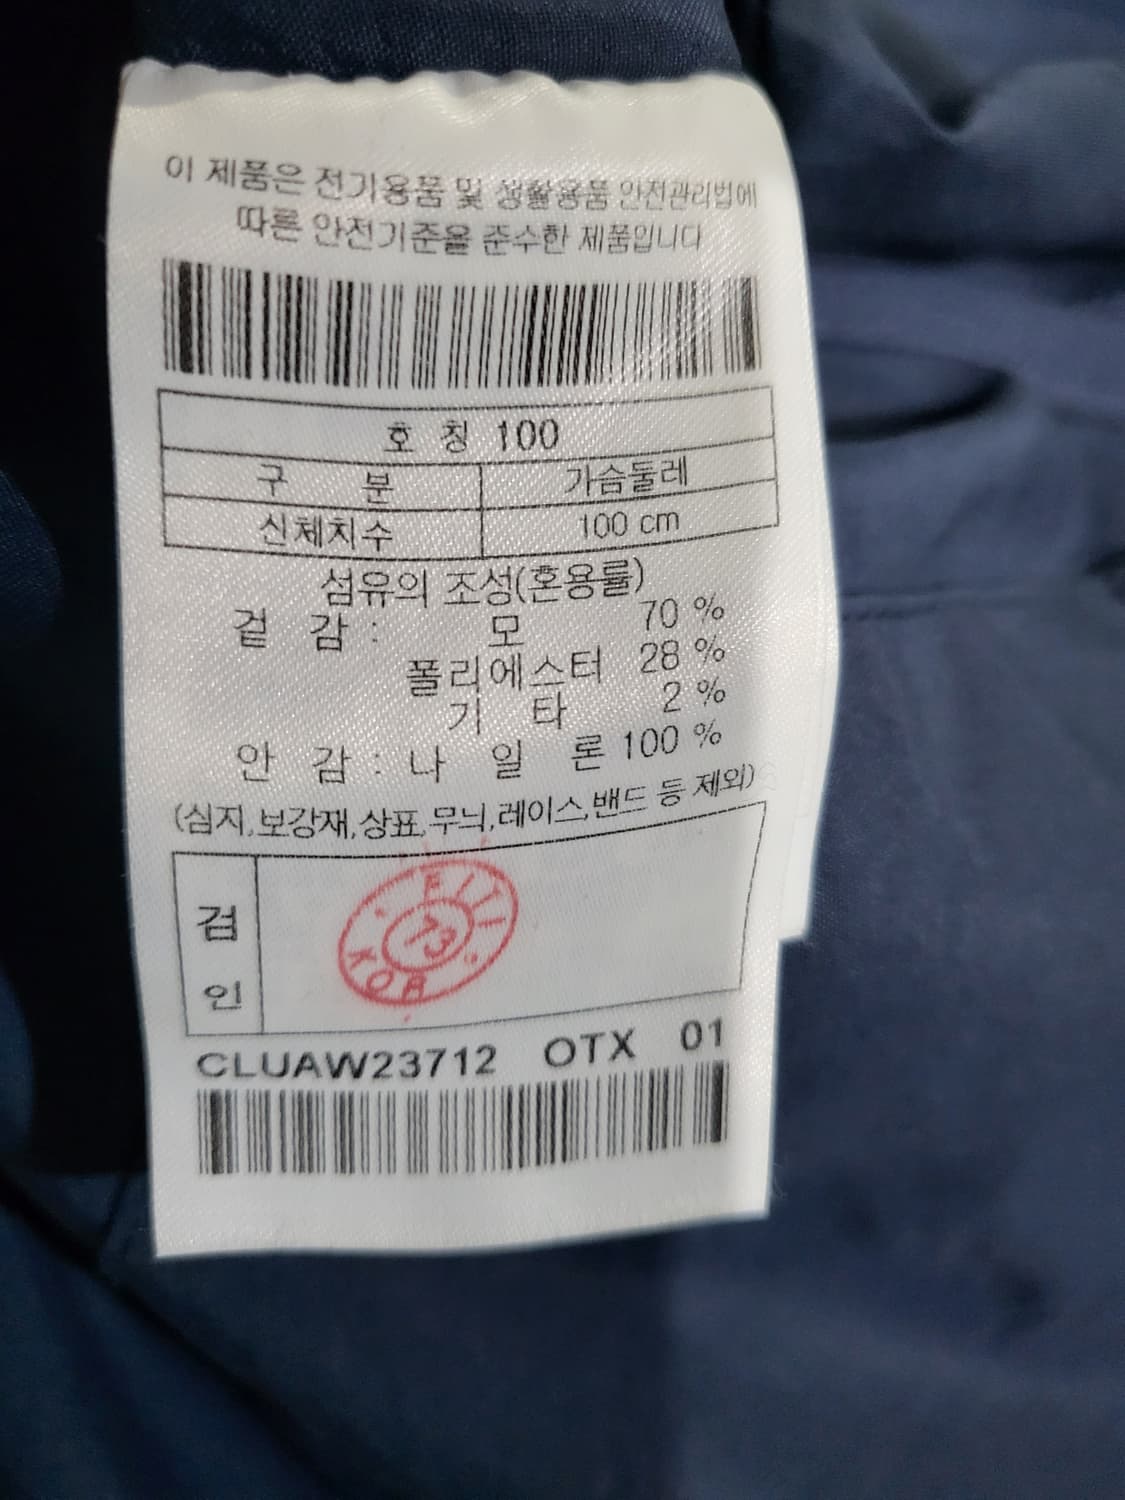 이 제품은 전기용품 및 생활용품 안전관리법에
따른 안전기준을 준수한 제품입니다
호 칭 100
구 분 가슴둘레
신체치수 100 cm
섬유의 조성(혼용률)
겉 감 : 모 70 %
폴리에스터 28 %
기 타 2 %
안 감 : 나 일 론 100 %
(심지,보강재,상표,무늬,레이스,밴드 등 제외)
검
인
FITI
73
KOR
CLUAW23712 OTX 01